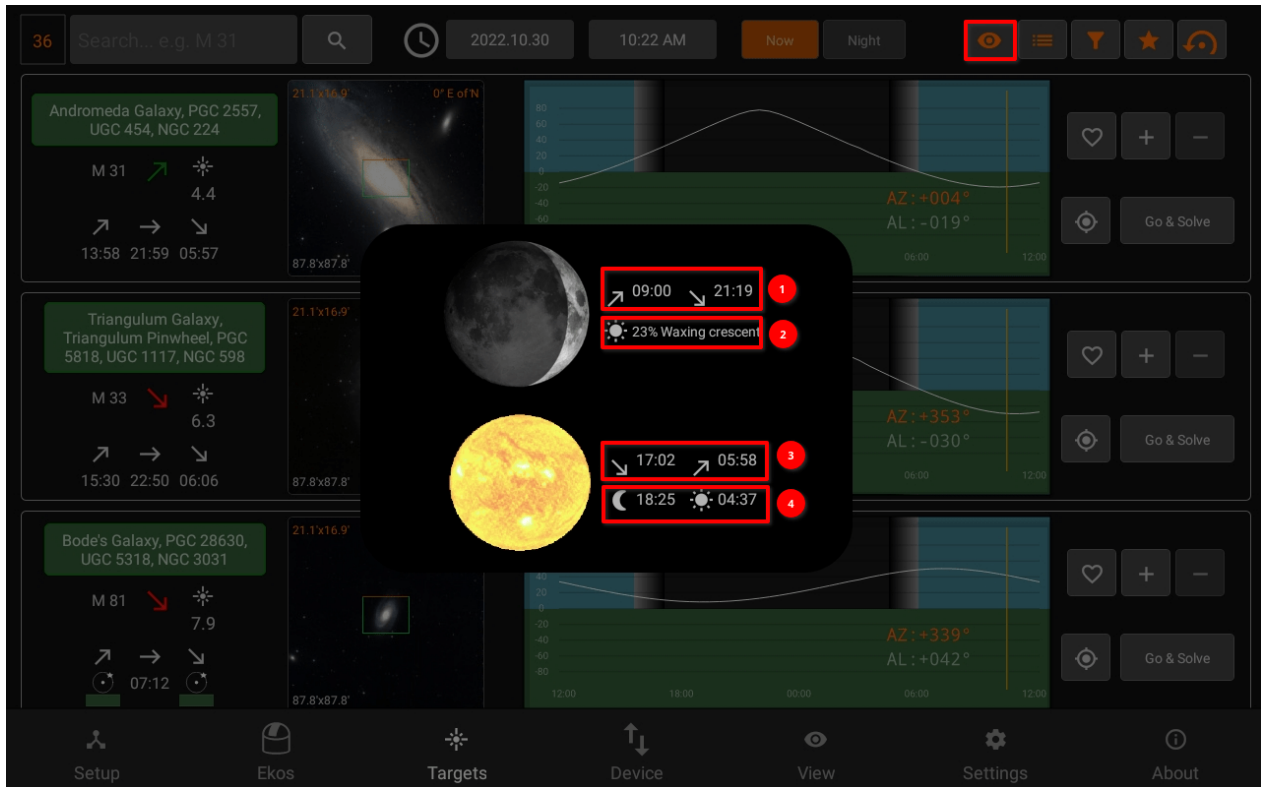 36 Search... e.g. M 31 2022.10.30 10:22 AM Now Night
Andromeda Galaxy, PGC 2557,
UGC 454, NGC 224
M 31
4.4
13:58 21:59 05:57
21.1'x16.9' 0° E of N
87.8'x87.8'
80
60
40
20
0
-20
-40
-60
AZ:+004°
AL:-019°
06:00 12:00
Go & Solve
09:00 21:19 1
23% Waxing crescent 2
17:02 05:58 3
18:25 04:37 4
Triangulum Galaxy,
Triangulum Pinwheel, PGC
5818, UGC 1117, NGC 598
M 33
6.3
15:30 22:50 06:06
21.1'x16.9'
87.8'x87.8'
AZ:+353°
AL:-030°
06:00 12:00
Go & Solve
Bode's Galaxy, PGC 28630,
UGC 5318, NGC 3031
M 81
7.9
07:12
21.1'x16.9'
87.8'x87.8'
40
20
0
-20
-40
-60
-80
12:00 18:00 00:00 06:00 12:00
AZ:+339°
AL:+042°
Go & Solve
Setup Ekos Targets Device View Settings About